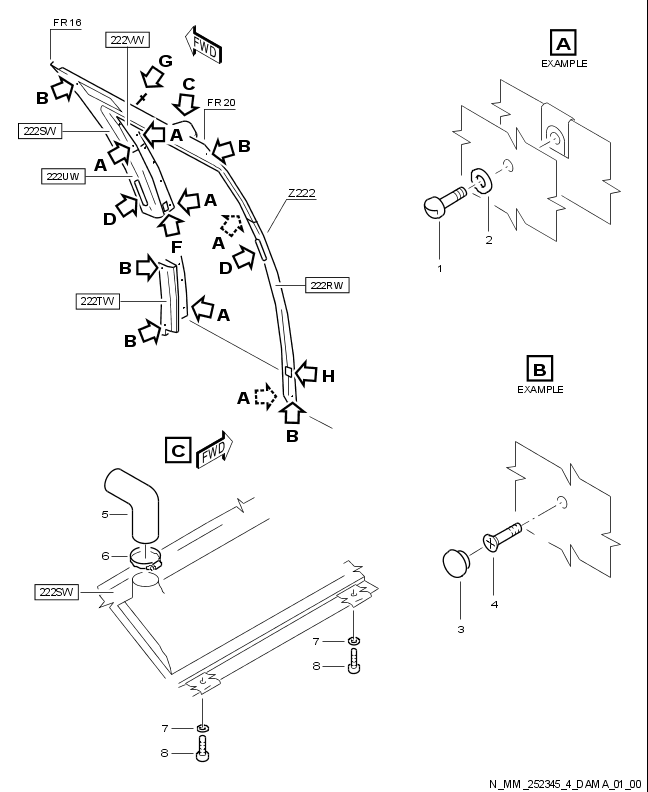 FR16
222VW
FWD
G
C
B
FR20
222SW
A
B
A
222UW
Z222
A
D
A
F
D
B
222RW
222TW
A
B
H
A
B
A
EXAMPLE
2
1
B
EXAMPLE
4
3
C
FWD
5
6
222SW
7
8
7
8
N_MM_252345_4_DAMA_01_00